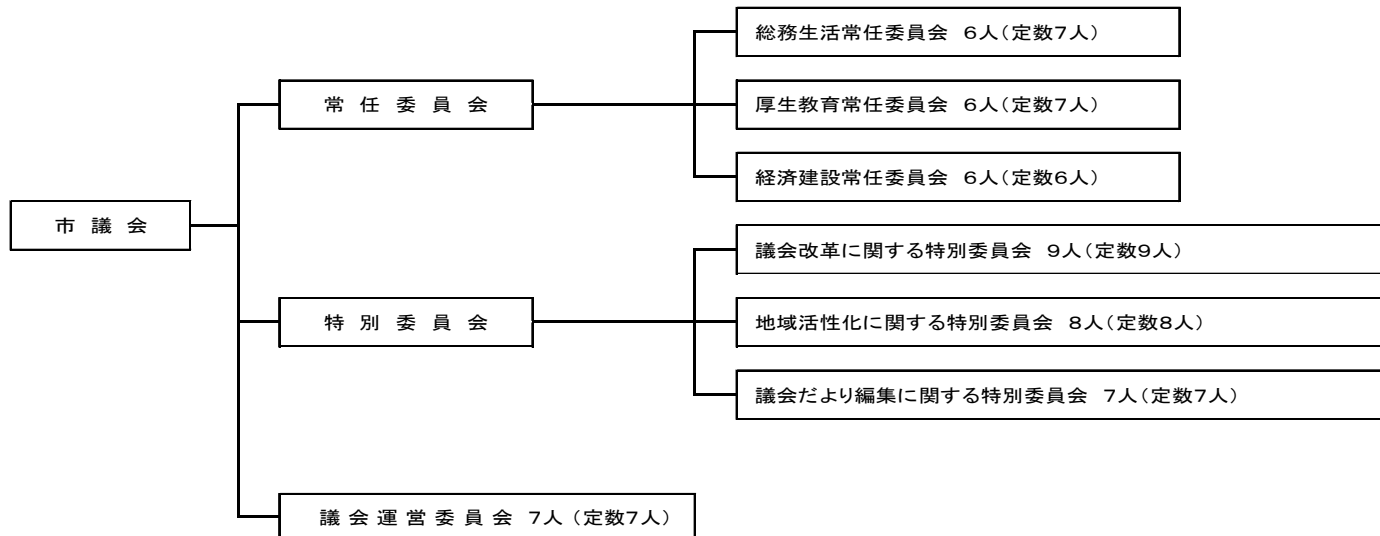 総務生活常任委員会 6人(定数7人)
常任委員会
厚生教育常任委員会 6人(定数7人)
経済建設常任委員会 6人(定数6人)
市議会
議会改革に関する特別委員会 9人(定数9人)
特別委員会
地域活性化に関する特別委員会 8人(定数8人)
議会だより編集に関する特別委員会 7人(定数7人)
議会運営委員会 7人(定数7人)